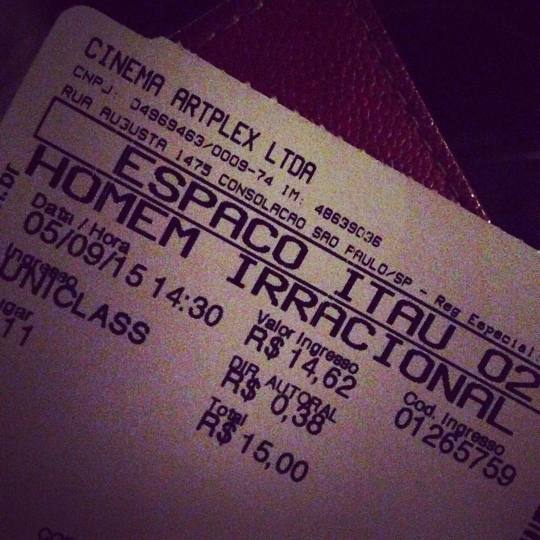 CINEMA ARTPLEX LTDA
CNPJ: 04969463/0009-74 IM: 48639036
RUA AUGUSTA 1475 CONSOLACAO SAO PAULO/SP - Reg Especial
ESPACO ITAU 02
HOMEM IRRACIONAL
Data / Hora
05/09/15 14:30
Ingresso
UNICLASS
ugar
11
Valor Ingresso
R$ 14,62
DIR. AUTORAL
R$ 0,38
Total
R$ 15,00
Cod. Ingresso
01265759